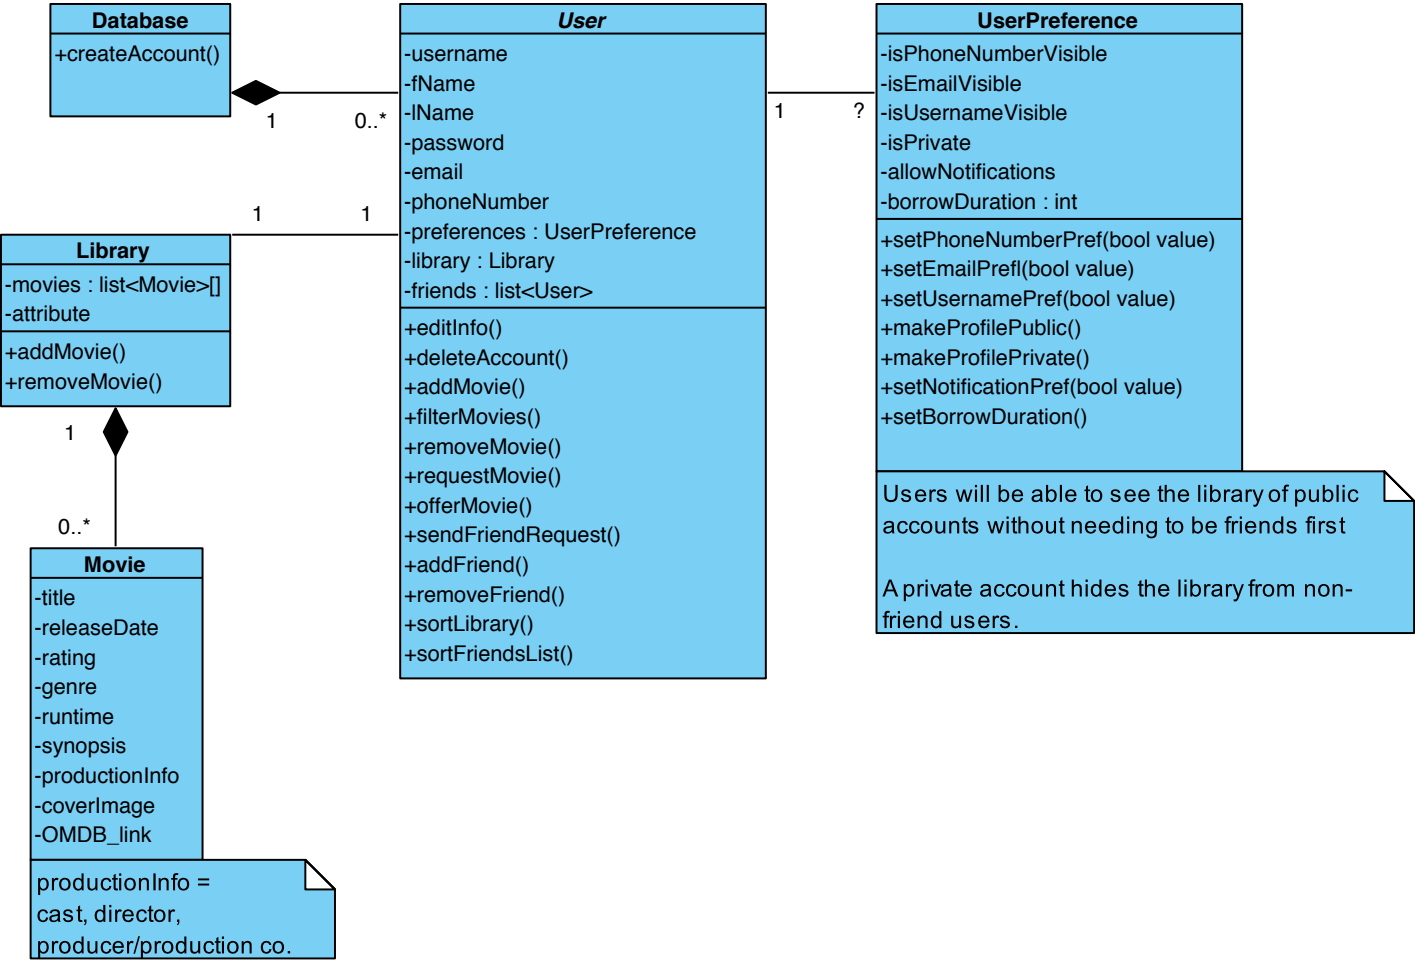 Database
+createAccount()
1
0..*
User
-username
-fName
-lName
-password
-email
-phoneNumber
-preferences : UserPreference
-library : Library
-friends : list<User>
+editInfo()
+deleteAccount()
+addMovie()
+filterMovies()
+removeMovie()
+requestMovie()
+offerMovie()
+sendFriendRequest()
+addFriend()
+removeFriend()
+sortLibrary()
+sortFriendsList()
1
?
UserPreference
-isPhoneNumberVisible
-isEmailVisible
-isUsernameVisible
-isPrivate
-allowNotifications
-borrowDuration : int
+setPhoneNumberPref(bool value)
+setEmailPrefl(bool value)
+setUsernamePref(bool value)
+makeProfilePublic()
+makeProfilePrivate()
+setNotificationPref(bool value)
+setBorrowDuration()
Users will be able to see the library of public
accounts without needing to be friends first
A private account hides the library from non-
friend users.
1
1
Library
-movies : list<Movie>[]
-attribute
+addMovie()
+removeMovie()
1
0..*
Movie
-title
-releaseDate
-rating
-genre
-runtime
-synopsis
-productionInfo
-coverImage
-OMDB_link
productionInfo =
cast, director,
producer/production co.